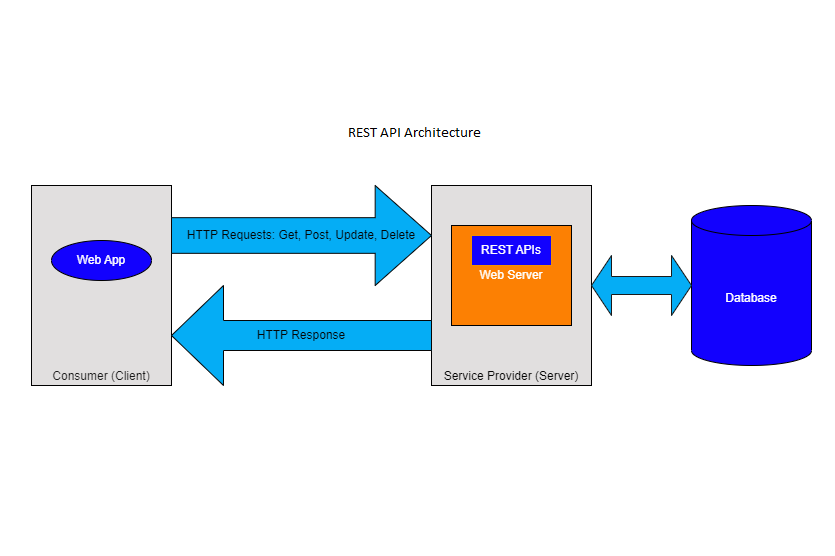 REST API Architecture
HTTP Requests: Get, Post, Update, Delete
Web App
REST APIs
Web Server
Database
HTTP Response
Consumer (Client)
Service Provider (Server)